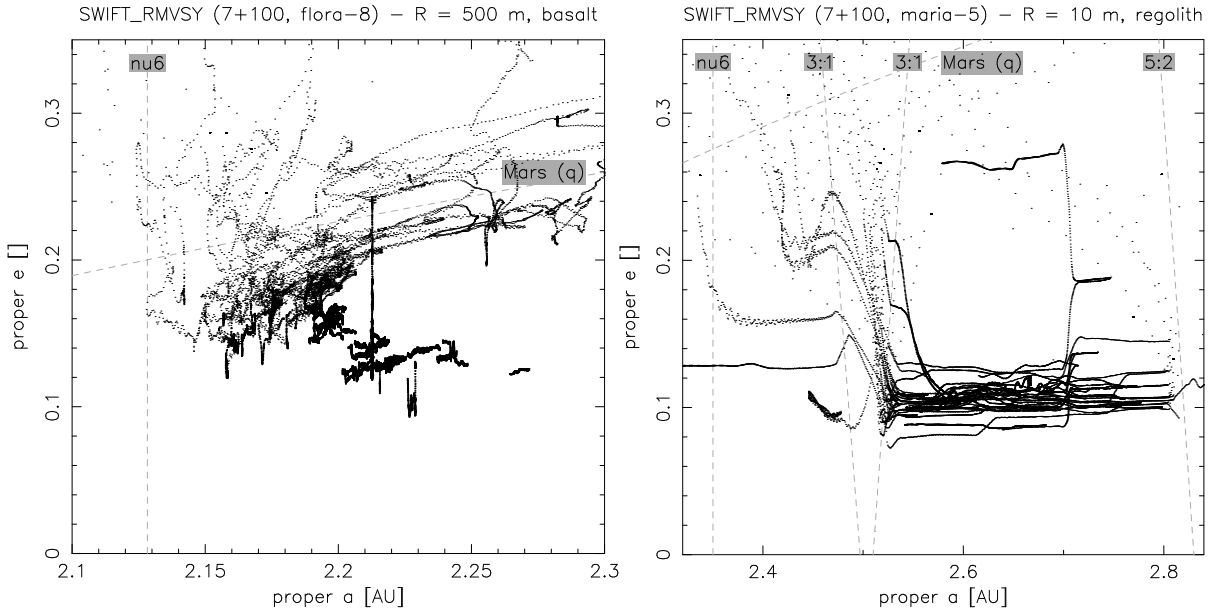 SWIFT_RMVSY (7+100, flora-8) – R = 500 m, basalt
nu6
Mars (q)
proper e []
0.3
0.2
0.1
0
2.1
2.15
2.2
2.25
2.3
proper a [AU]
SWIFT_RMVSY (7+100, maria-5) – R = 10 m, regolith
nu6
3:1
3:1
Mars (q)
5:2
proper e []
0.3
0.2
0.1
0
2.4
2.6
2.8
proper a [AU]